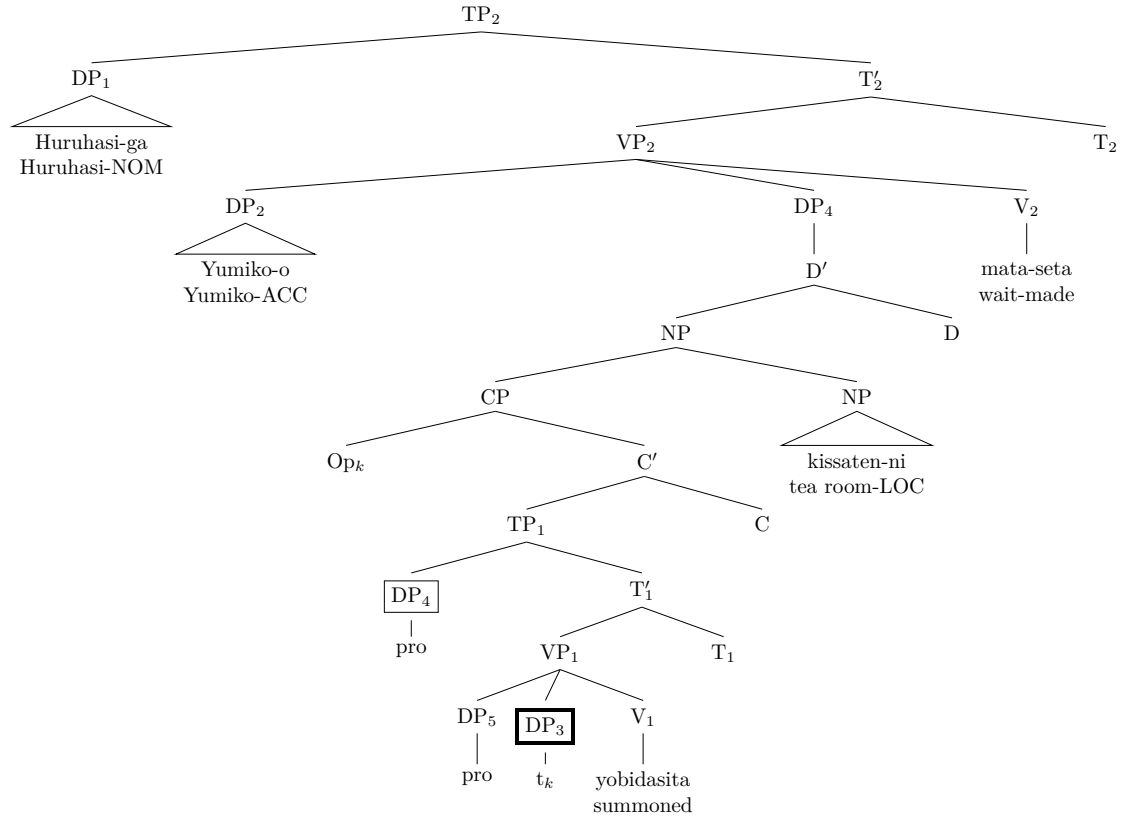 TP₂
DP₁ T′₂
Huruhasi-ga
Huruhasi-NOM
VP₂ T₂
DP₂ DP₄ V₂
Yumiko-o
Yumiko-ACC
D′
mata-seta
wait-made
NP D
CP NP
Opₖ C′
kissaten-ni
tea room-LOC
TP₁ C
DP₄ T′₁
pro
VP₁ T₁
DP₅ DP₃ V₁
pro tₖ
yobidasita
summoned